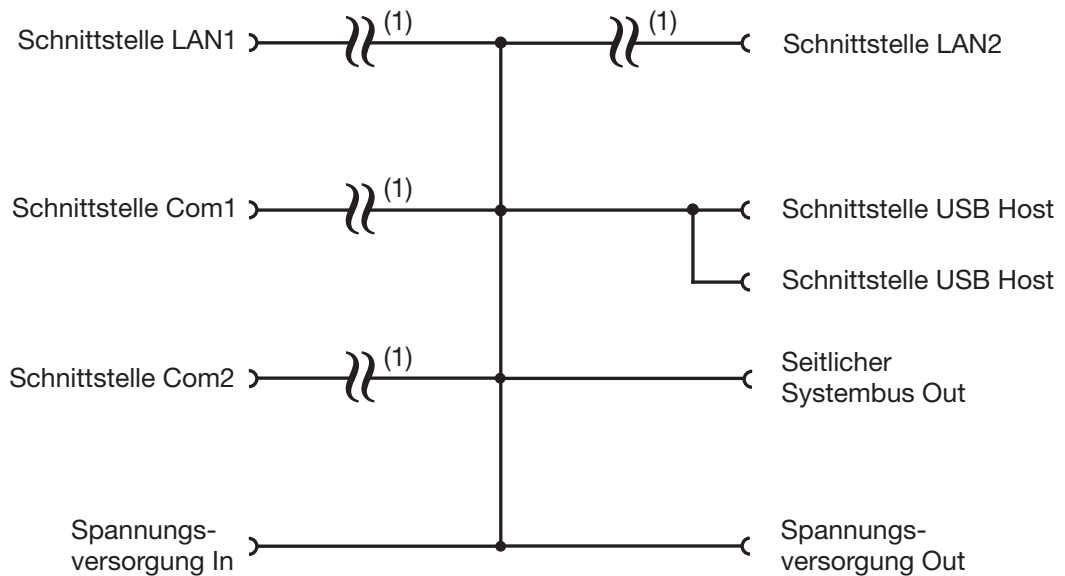 Schnittstelle LAN1
(1)
(1)
Schnittstelle LAN2
Schnittstelle Com1
(1)
Schnittstelle USB Host
Schnittstelle USB Host
Schnittstelle Com2
(1)
Seitlicher
Systembus Out
Spannungs-
versorgung In
Spannungs-
versorgung Out